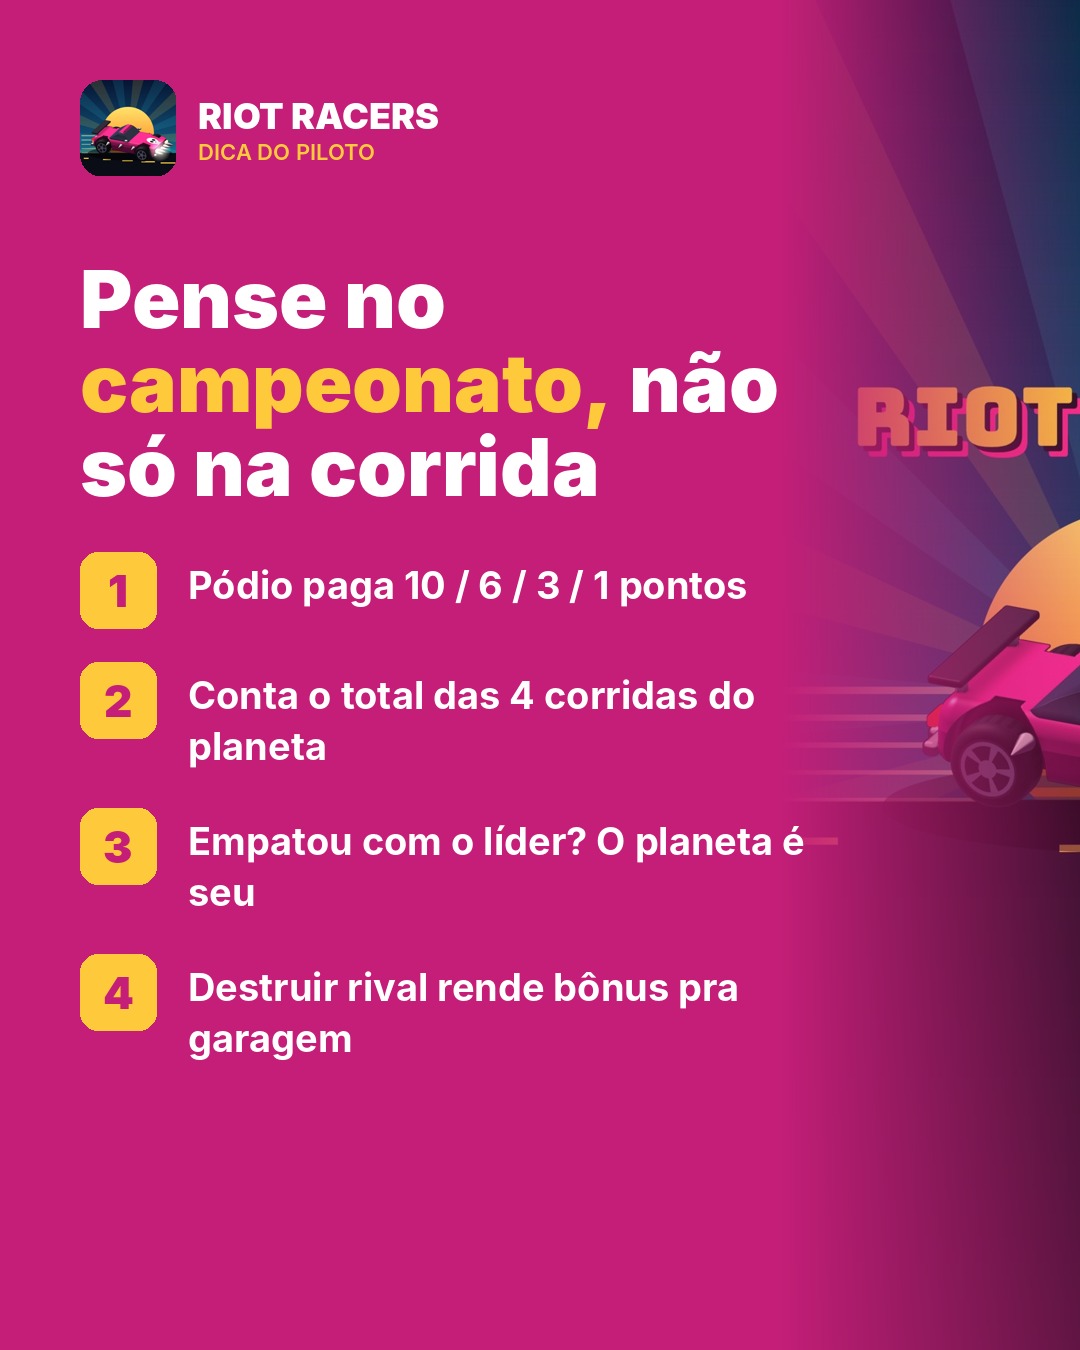 RIOT RACERS
DICA DO PILOTO
Pense no
campeonato, não
só na corrida
RIOT
1 Pódio paga 10 / 6 / 3 / 1 pontos
2 Conta o total das 4 corridas do
planeta
3 Empatou com o líder? O planeta é
seu
4 Destruir rival rende bônus pra
garagem